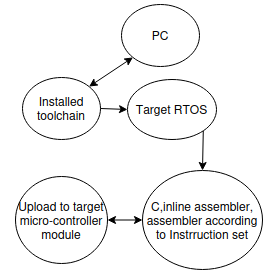 PC
Installed
toolchain
Target RTOS
Upload to target
micro-controller
module
C,inline assembler,
assembler according
to Instrruction set